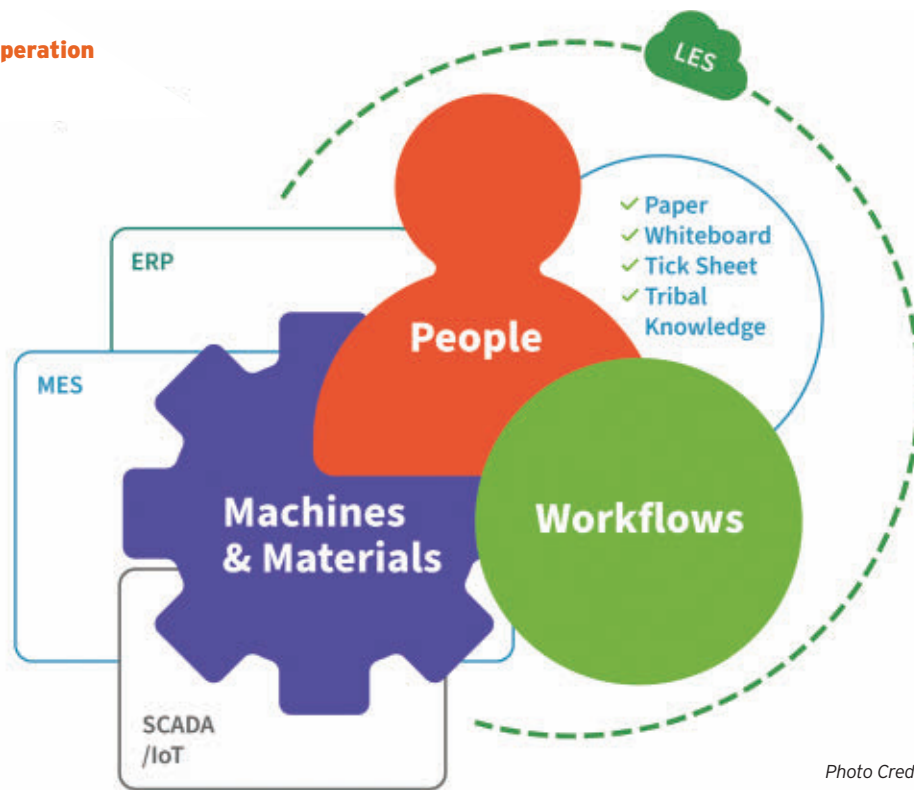 peration
LES
Paper
Whiteboard
Tick Sheet
Tribal
Knowledge
ERP
People
MES
Machines
& Materials
Workflows
SCADA
/IoT
Photo Cred